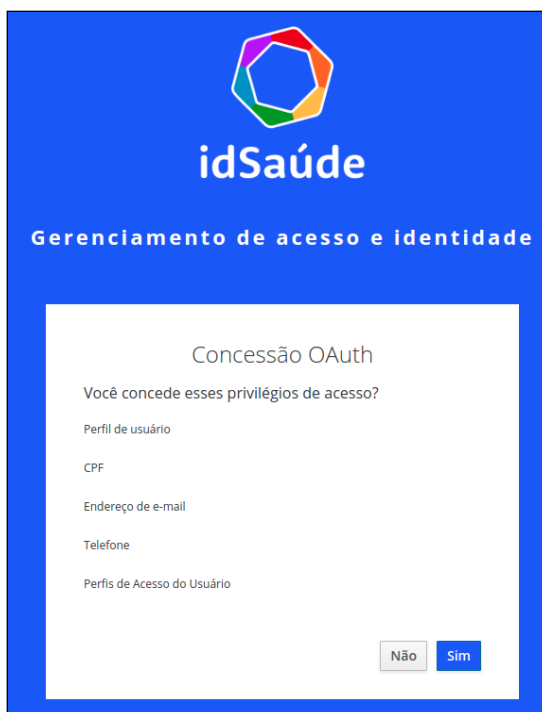 idSaúde
Gerenciamento de acesso e identidade
Concessão OAuth
Você concede esses privilégios de acesso?
Perfil de usuário
CPF
Endereço de e-mail
Telefone
Perfis de Acesso do Usuário
Não Sim